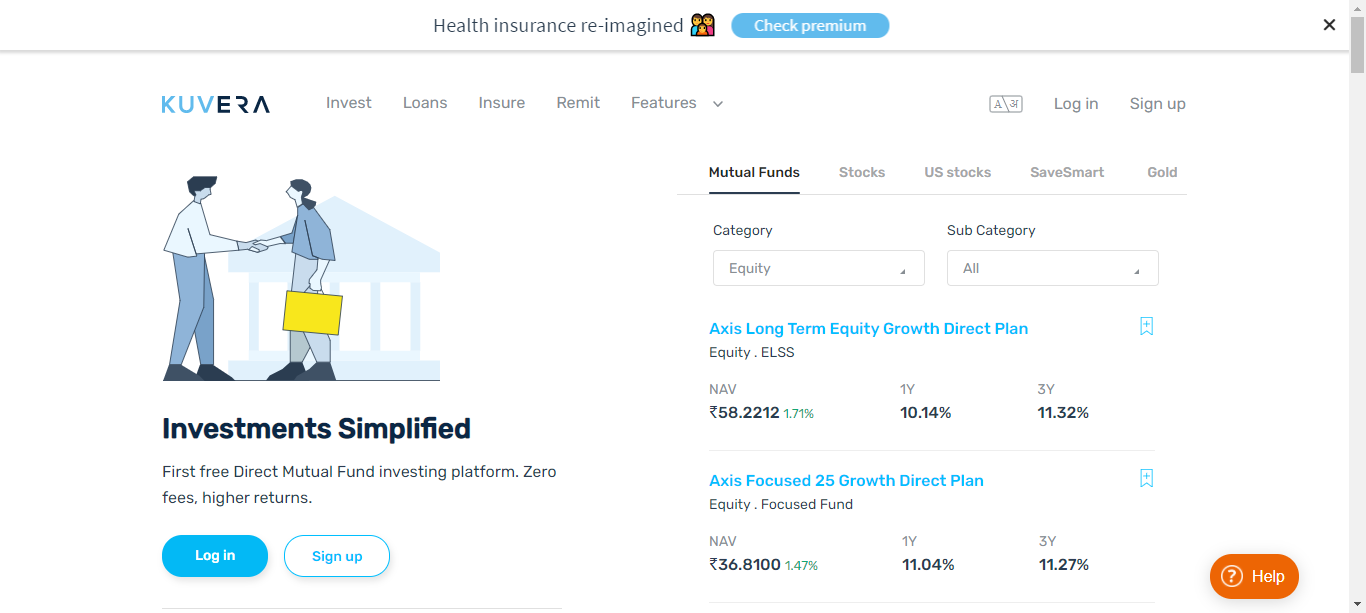 Health insurance re-imagined
Check premium
KUVERA
Invest
Loans
Insure
Remit
Features
A\अ
Log in
Sign up
Mutual Funds
Stocks
US stocks
SaveSmart
Gold
Category
Sub Category
Equity
All
Axis Long Term Equity Growth Direct Plan
Equity . ELSS
NAV
1Y
3Y
₹58.2212 1.71%
10.14%
11.32%
Axis Focused 25 Growth Direct Plan
Equity . Focused Fund
NAV
1Y
3Y
₹36.8100 1.47%
11.04%
11.27%
Investments Simplified
First free Direct Mutual Fund investing platform. Zero
fees, higher returns.
Log in
Sign up
? Help